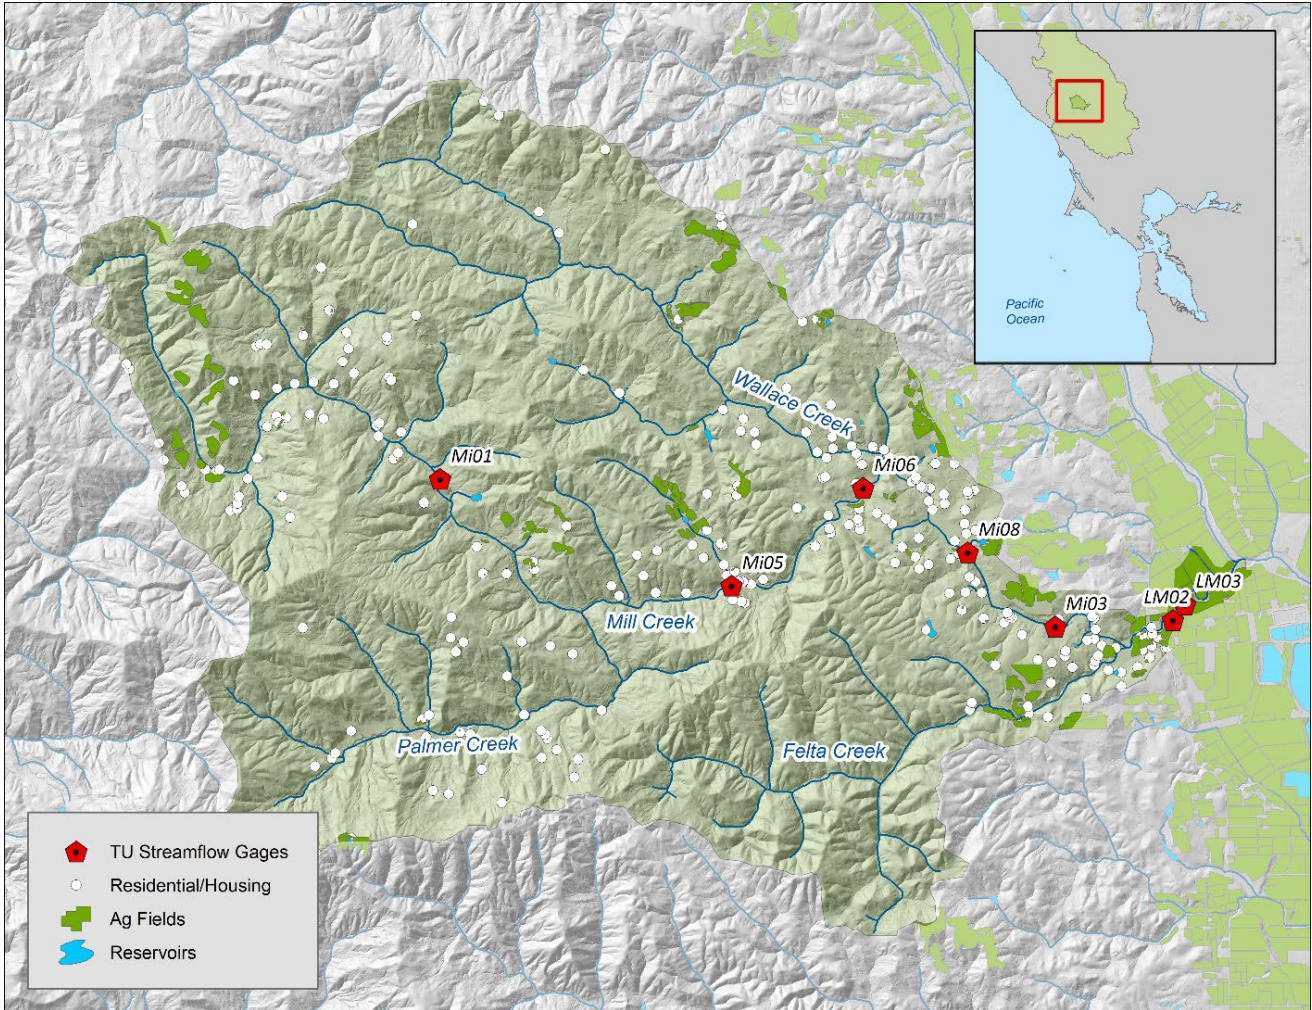 Pacific
Ocean
Wallace Creek
Mi01
Mi06
Mi08
Mi05
LM03
Mi03
LM02
Mill Creek
Palmer Creek
Felta Creek
TU Streamflow Gages
Residential/Housing
Ag Fields
Reservoirs